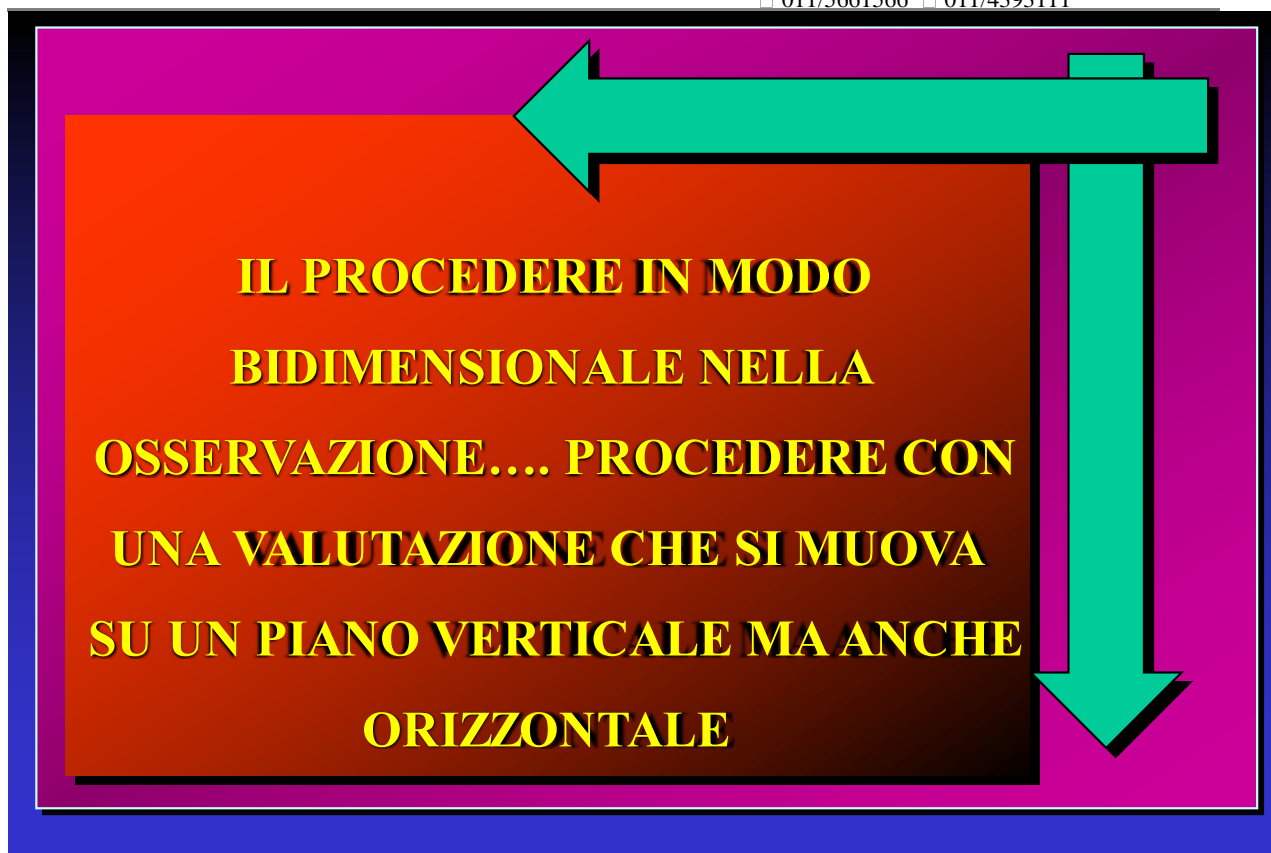 IL PROCEDERE IN MODO
BIDIMENSIONALE NELLA
OSSERVAZIONE…. PROCEDERE CON
UNA VALUTAZIONE CHE SI MUOVA
SU UN PIANO VERTICALE MA ANCHE
ORIZZONTALE